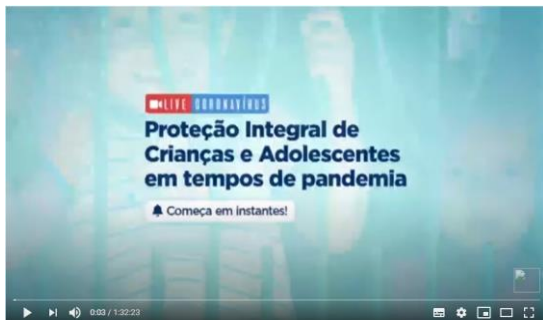 LIVE CORONAVÍRUS
Proteção Integral de
Crianças e Adolescentes
em tempos de pandemia
Começa em instantes!
0:03 / 1:32:23